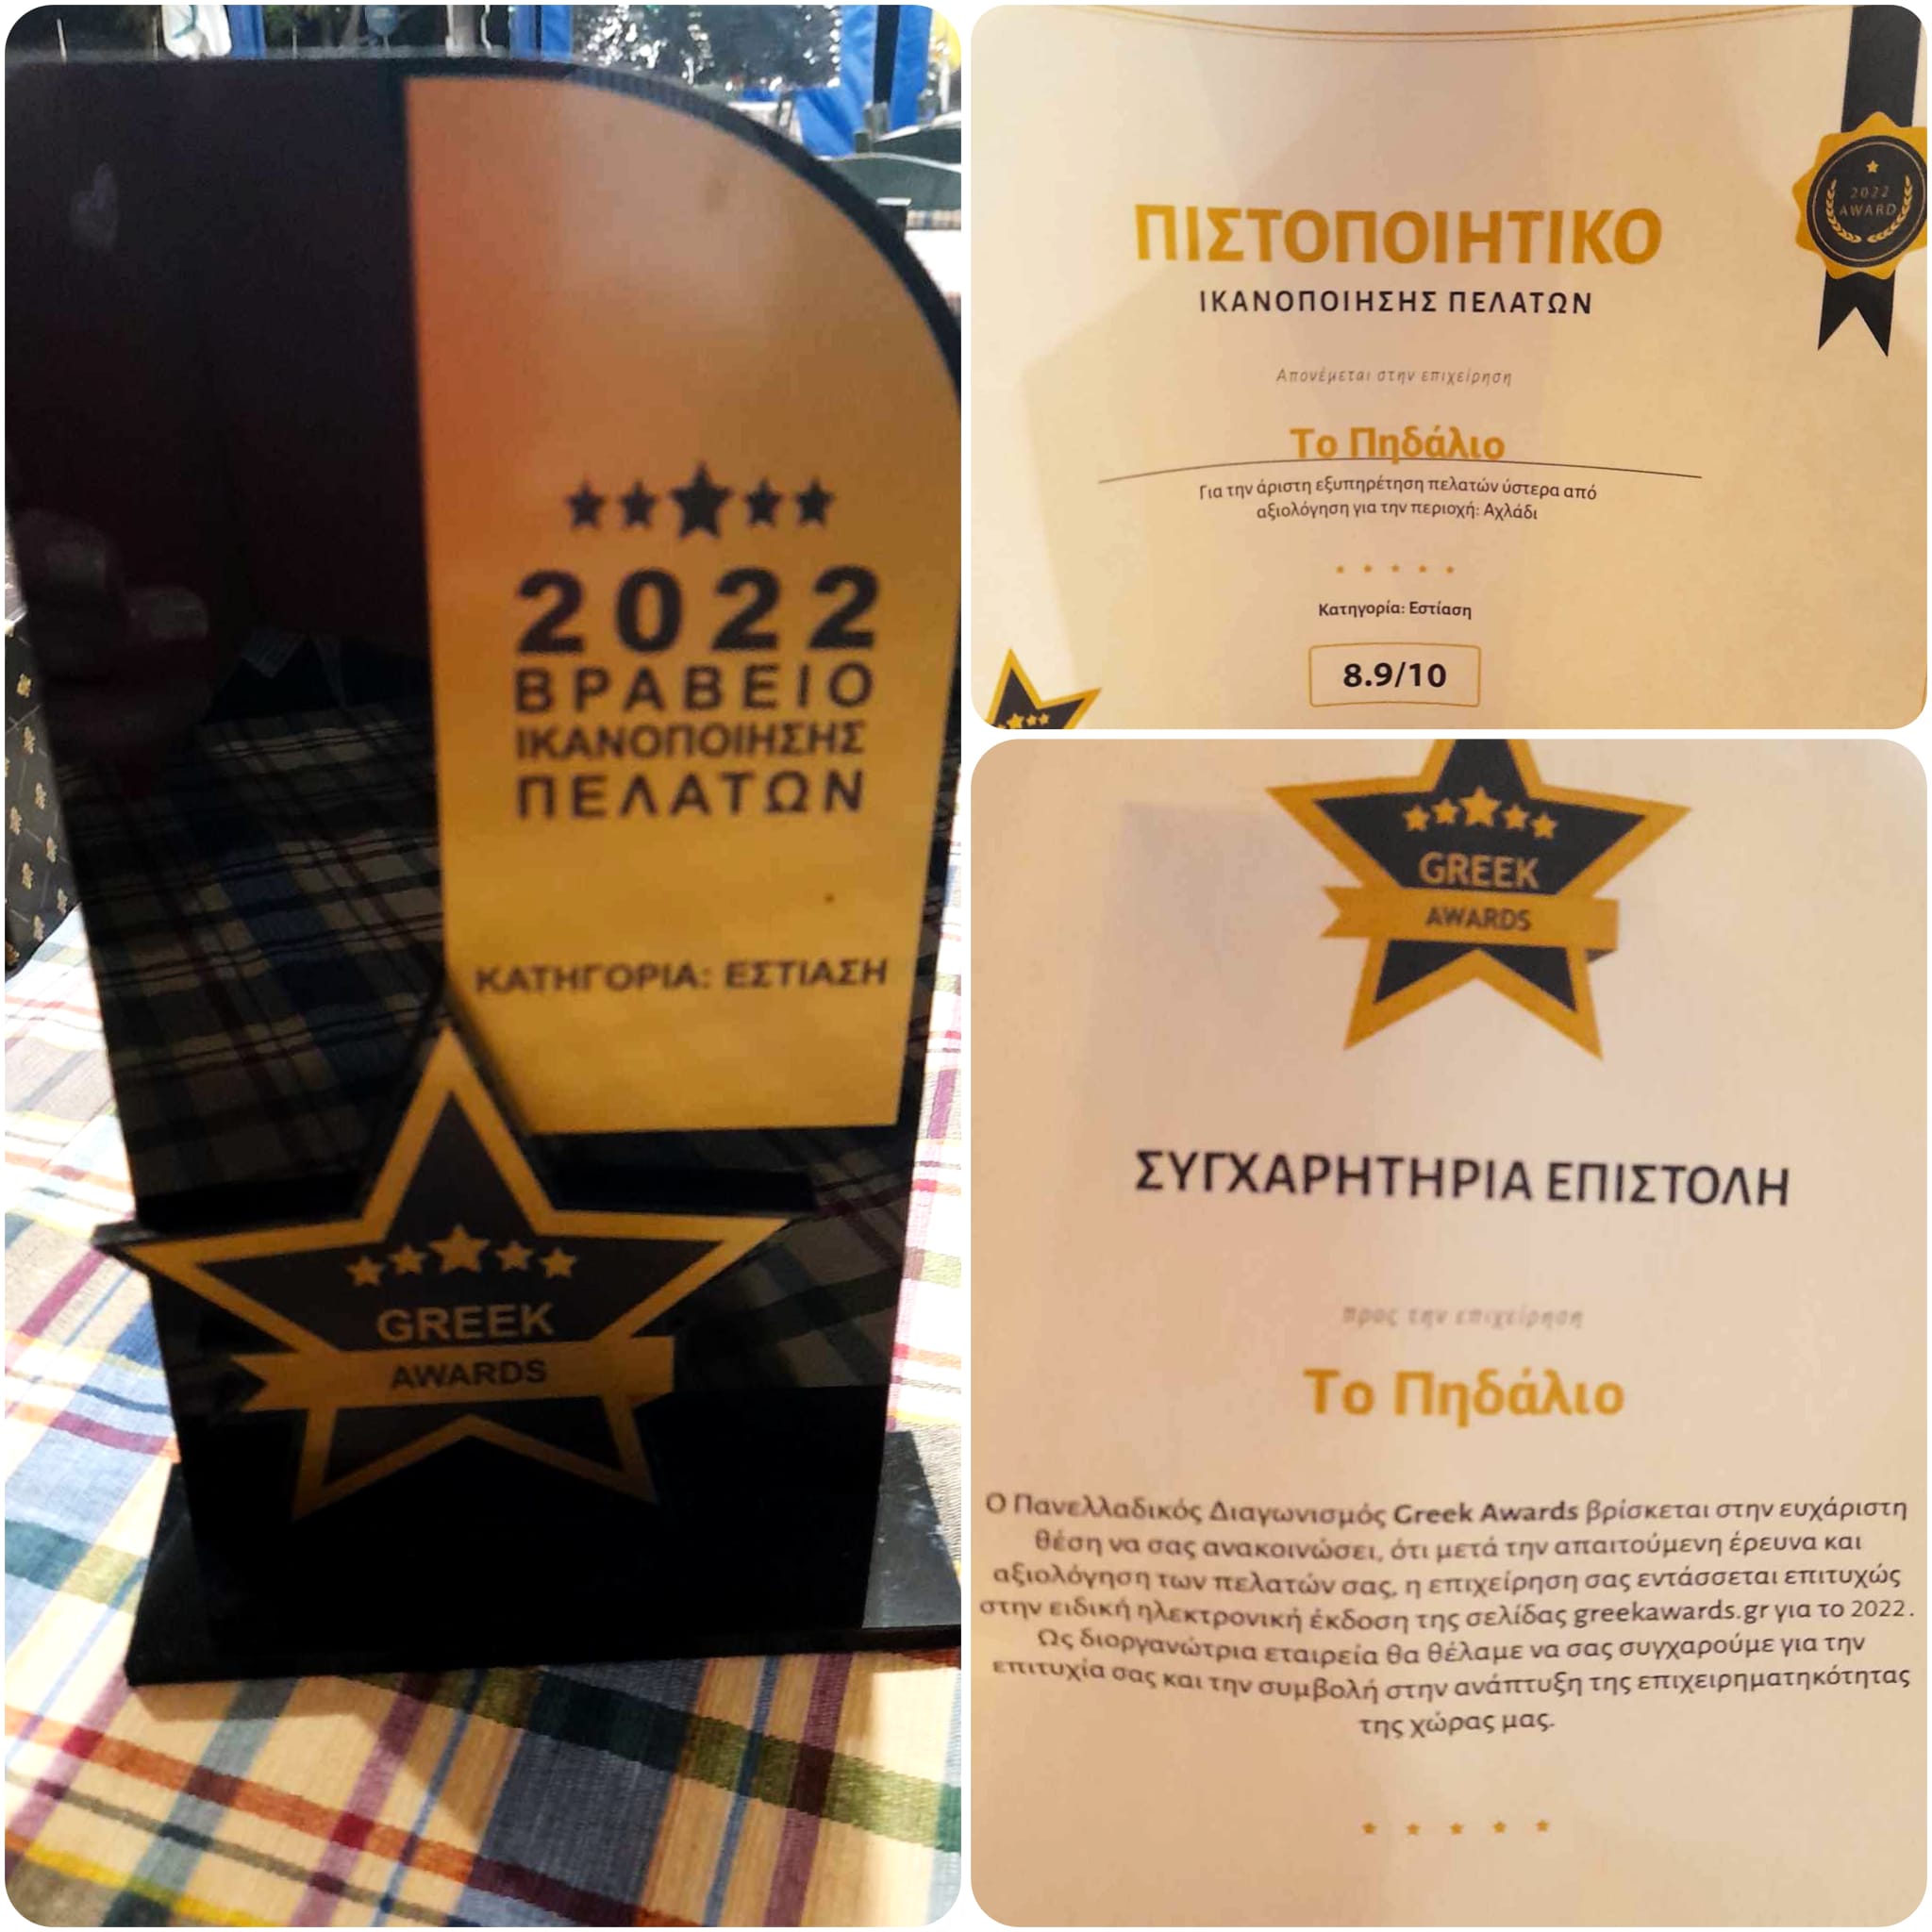 2022
ΒΡΑΒΕΙΟ
ΙΚΑΝΟΠΟΙΗΣΗΣ
ΠΕΛΑΤΩΝ
ΚΑΤΗΓΟΡΙΑ: ΕΣΤΙΑΣΗ
GREEK
AWARDS
2022
AWARD
ΠΙΣΤΟΠΟΙΗΤΙΚΟ
ΙΚΑΝΟΠΟΙΗΣΗΣ ΠΕΛΑΤΩΝ
Απονέμεται στην επιχείρηση
Το Πηδάλιο
Για την άριστη εξυπηρέτηση πελατών ύστερα από
αξιολόγηση για την περιοχή: Αχλάδι
Κατηγορία: Εστίαση
8.9/10
GREEK
AWARDS
ΣΥΓΧΑΡΗΤΗΡΙΑ ΕΠΙΣΤΟΛΗ
προς την επιχείρηση
Το Πηδάλιο
Ο Πανελλαδικός Διαγωνισμός Greek Awards βρίσκεται στην ευχάριστη
θέση να σας ανακοινώσει, ότι μετά την απαιτούμενη έρευνα και
αξιολόγηση των πελατών σας, η επιχείρηση σας εντάσσεται επιτυχώς
στην ειδική ηλεκτρονική έκδοση της σελίδας greekawards.gr για το 2022.
Ως διοργανώτρια εταιρεία θα θέλαμε να σας συγχαρούμε για την
επιτυχία σας και την συμβολή στην ανάπτυξη της επιχειρηματηκότητας
της χώρας μας.